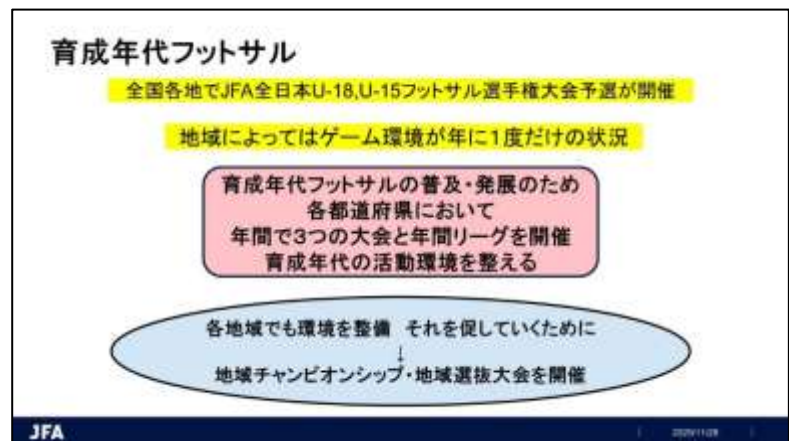 育成年代フットサル
全国各地でJFA全日本U-18,U-15フットサル選手権大会予選が開催
地域によってはゲーム環境が年に1度だけの状況
育成年代フットサルの普及・発展のため
各都道府県において
年間で3つの大会と年間リーグを開催
育成年代の活動環境を整える
各地域でも環境を整備 それを促していくために
↓
地域チャンピオンシップ・地域選抜大会を開催
JFA